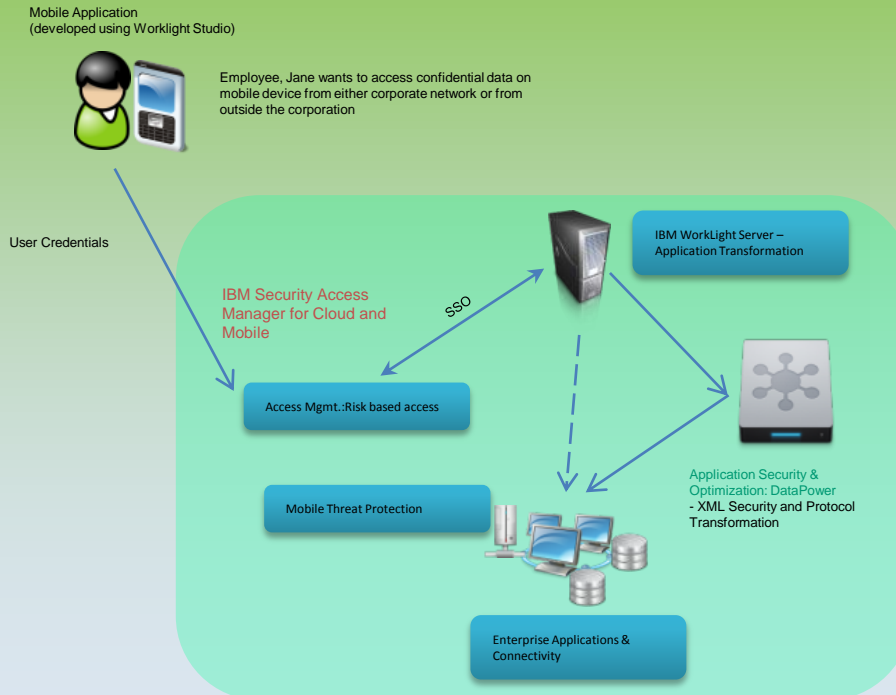 Mobile Application
(developed using Worklight Studio)
Employee, Jane wants to access confidential data on
mobile device from either corporate network or from
outside the corporation
User Credentials
IBM WorkLight Server –
Application Transformation
IBM Security Access
Manager for Cloud and
Mobile
SSO
Access Mgmt.:Risk based access
Application Security &
Optimization: DataPower
- XML Security and Protocol
Transformation
Mobile Threat Protection
Enterprise Applications &
Connectivity